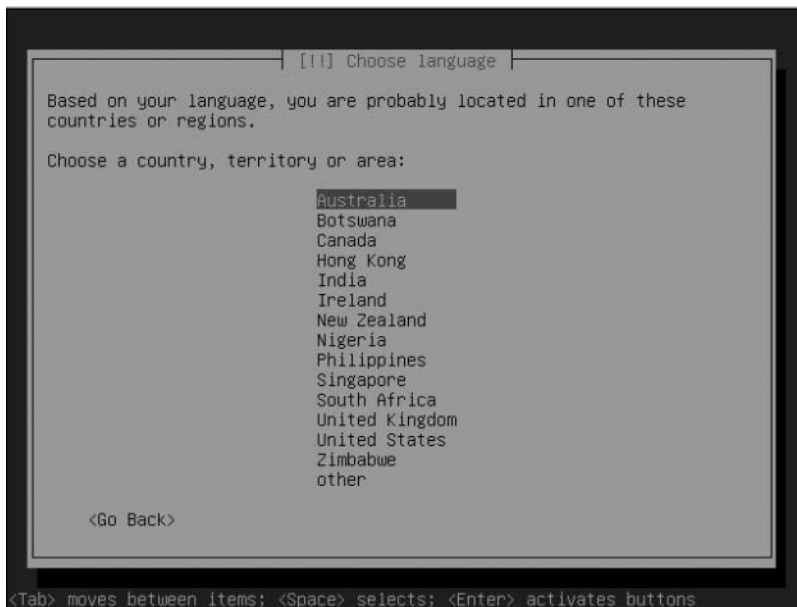 [!!] Choose language
Based on your language, you are probably located in one of these
countries or regions.
Choose a country, territory or area:
Australia
Botswana
Canada
Hong Kong
India
Ireland
New Zealand
Nigeria
Philippines
Singapore
South Africa
United Kingdom
United States
Zimbabwe
other
<Go Back>
<Tab> moves between items; <Space> selects; <Enter> activates buttons